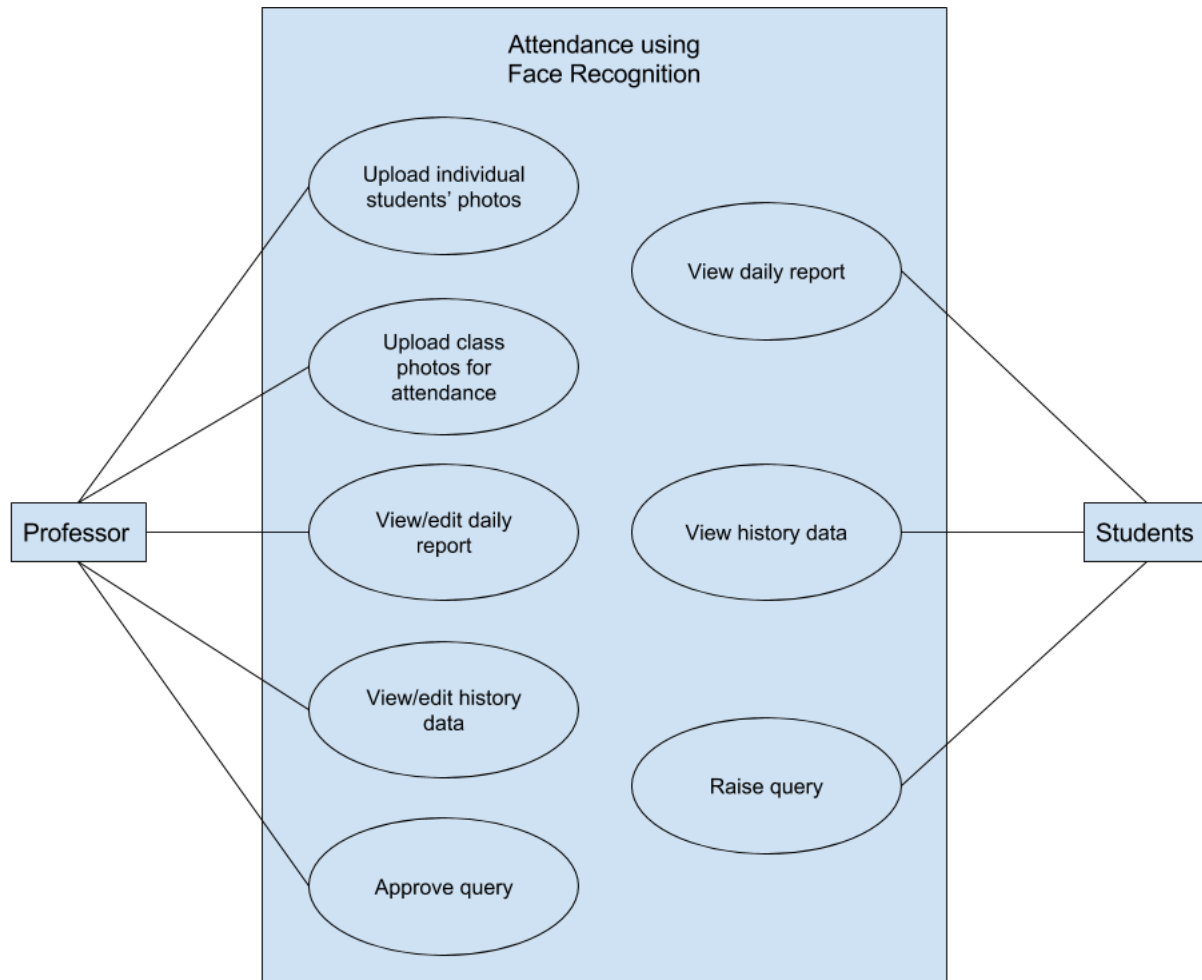 Attendance using
Face Recognition
Upload individual
students’ photos
View daily report
Upload class
photos for
attendance
Professor
View/edit daily
report
View history data
Students
View/edit history
data
Raise query
Approve query